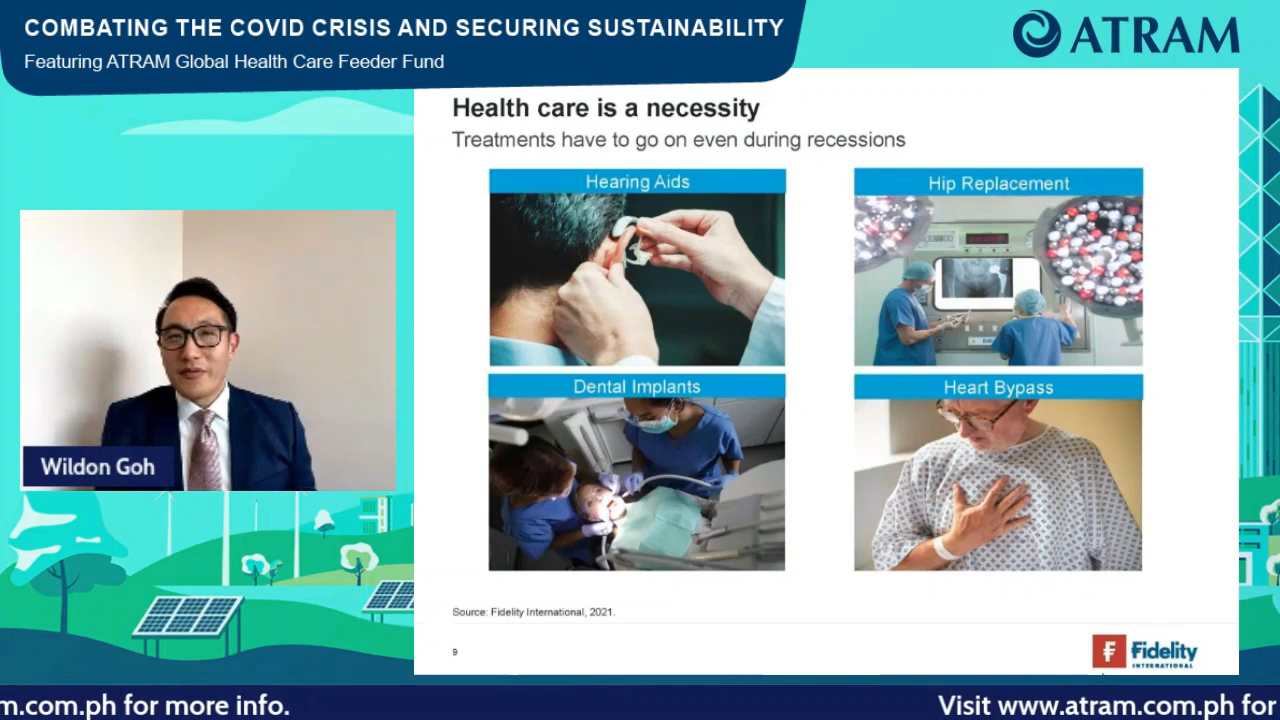 COMBATING THE COVID CRISIS AND SECURING SUSTAINABILITY
Featuring ATRAM Global Health Care Feeder Fund
ATRAM
Health care is a necessity
Treatments have to go on even during recessions
Hearing Aids
Hip Replacement
Dental Implants
Heart Bypass
Wildon Goh
Source: Fidelity International, 2021.
9
Fidelity
INTERNATIONAL
m.com.ph for more info.
Visit www.atram.com.ph for